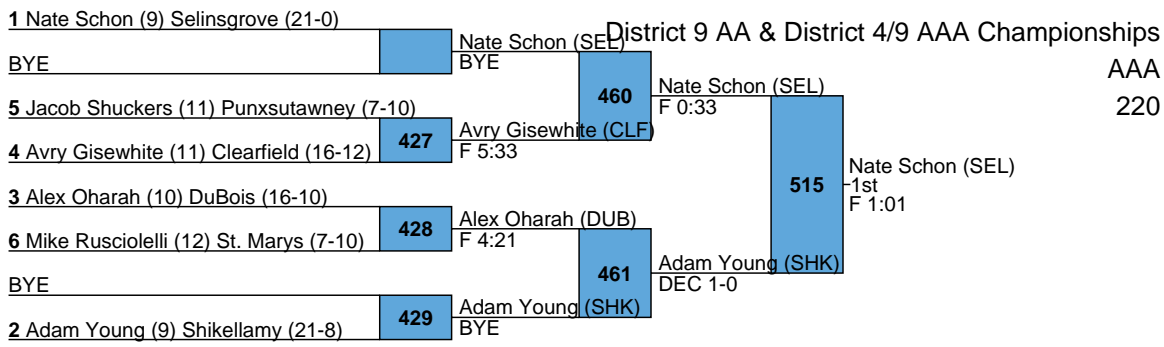 District 9 AA & District 4/9 AAA Championships
AAA
220
1 Nate Schon (9) Selinsgrove (21-0)
BYE
5 Jacob Shuckers (11) Punxsutawney (7-10)
427
4 Avry Gisewhite (11) Clearfield (16-12)
3 Alex Oharah (10) DuBois (16-10)
428
6 Mike Rusciolelli (12) St. Marys (7-10)
BYE
429
2 Adam Young (9) Shikellamy (21-8)
Nate Schon (SEL)
BYE
460
Avry Gisewhite (CLF)
F 5:33
Alex Oharah (DUB)
F 4:21
461
Adam Young (SHK)
BYE
Nate Schon (SEL)
F 0:33
515
Adam Young (SHK)
DEC 1-0
Nate Schon (SEL)
1st
F 1:01